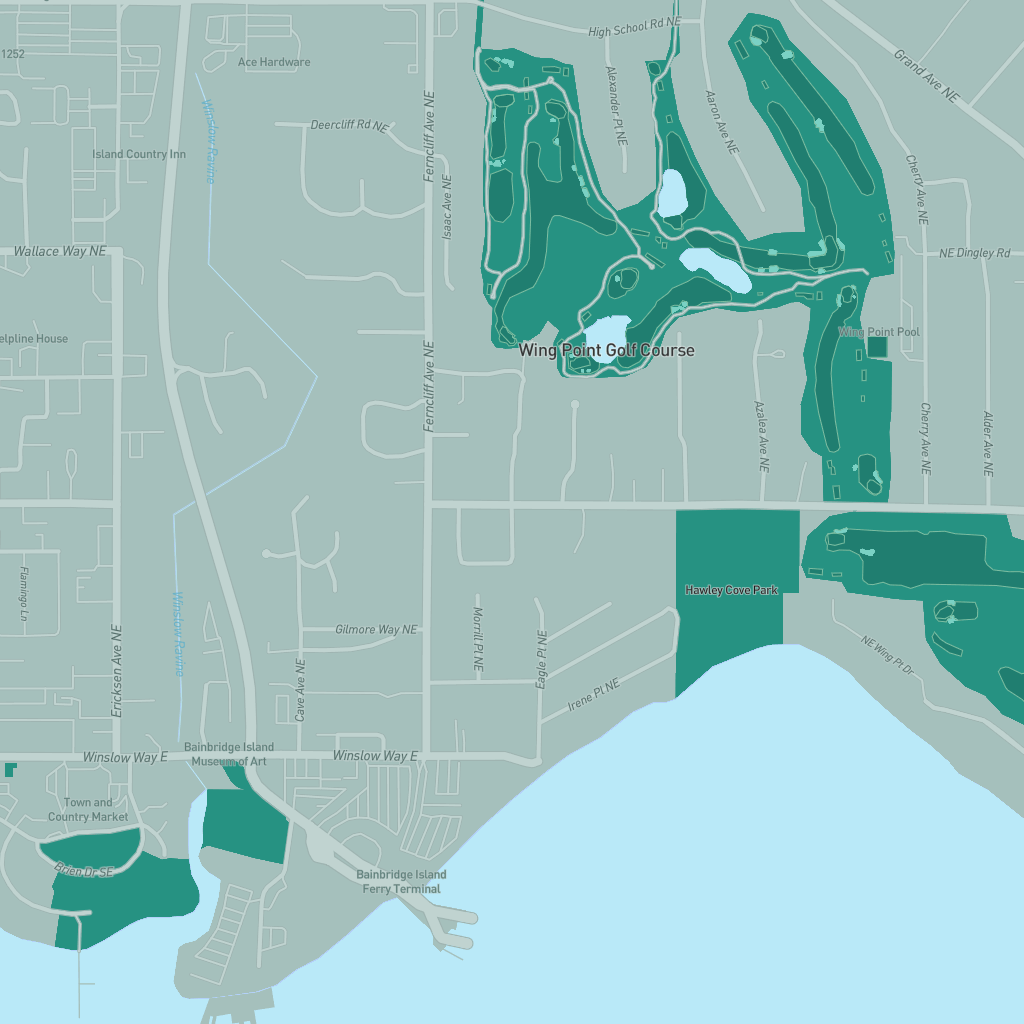 High School Rd NE
1252
Ace Hardware
Grand Ave NE
Alexander Pl NE
Aaron Ave NE
Winslow Ravine
Ferncliff Ave NE
Deercliff Rd NE
Island Country Inn
Cherry Ave NE
Isaac Ave NE
Wallace Way NE
NE Dingley Rd
elpline House
Wing Point Pool
Wing Point Golf Course
Ferncliff Ave NE
Azalea Ave NE
Cherry Ave NE
Alder Ave NE
Flamingo Ln
Winslow Ravine
Hawley Cove Park
Gilmore Way NE
Morrill Pl NE
Eagle Pl NE
NE Wing Pt Dr
Ericksen Ave NE
Cave Ave NE
Irene Pl NE
Winslow Way E
Bainbridge Island
Museum of Art
Winslow Way E
Town and
Country Market
Brien Dr SE
Bainbridge Island
Ferry Terminal